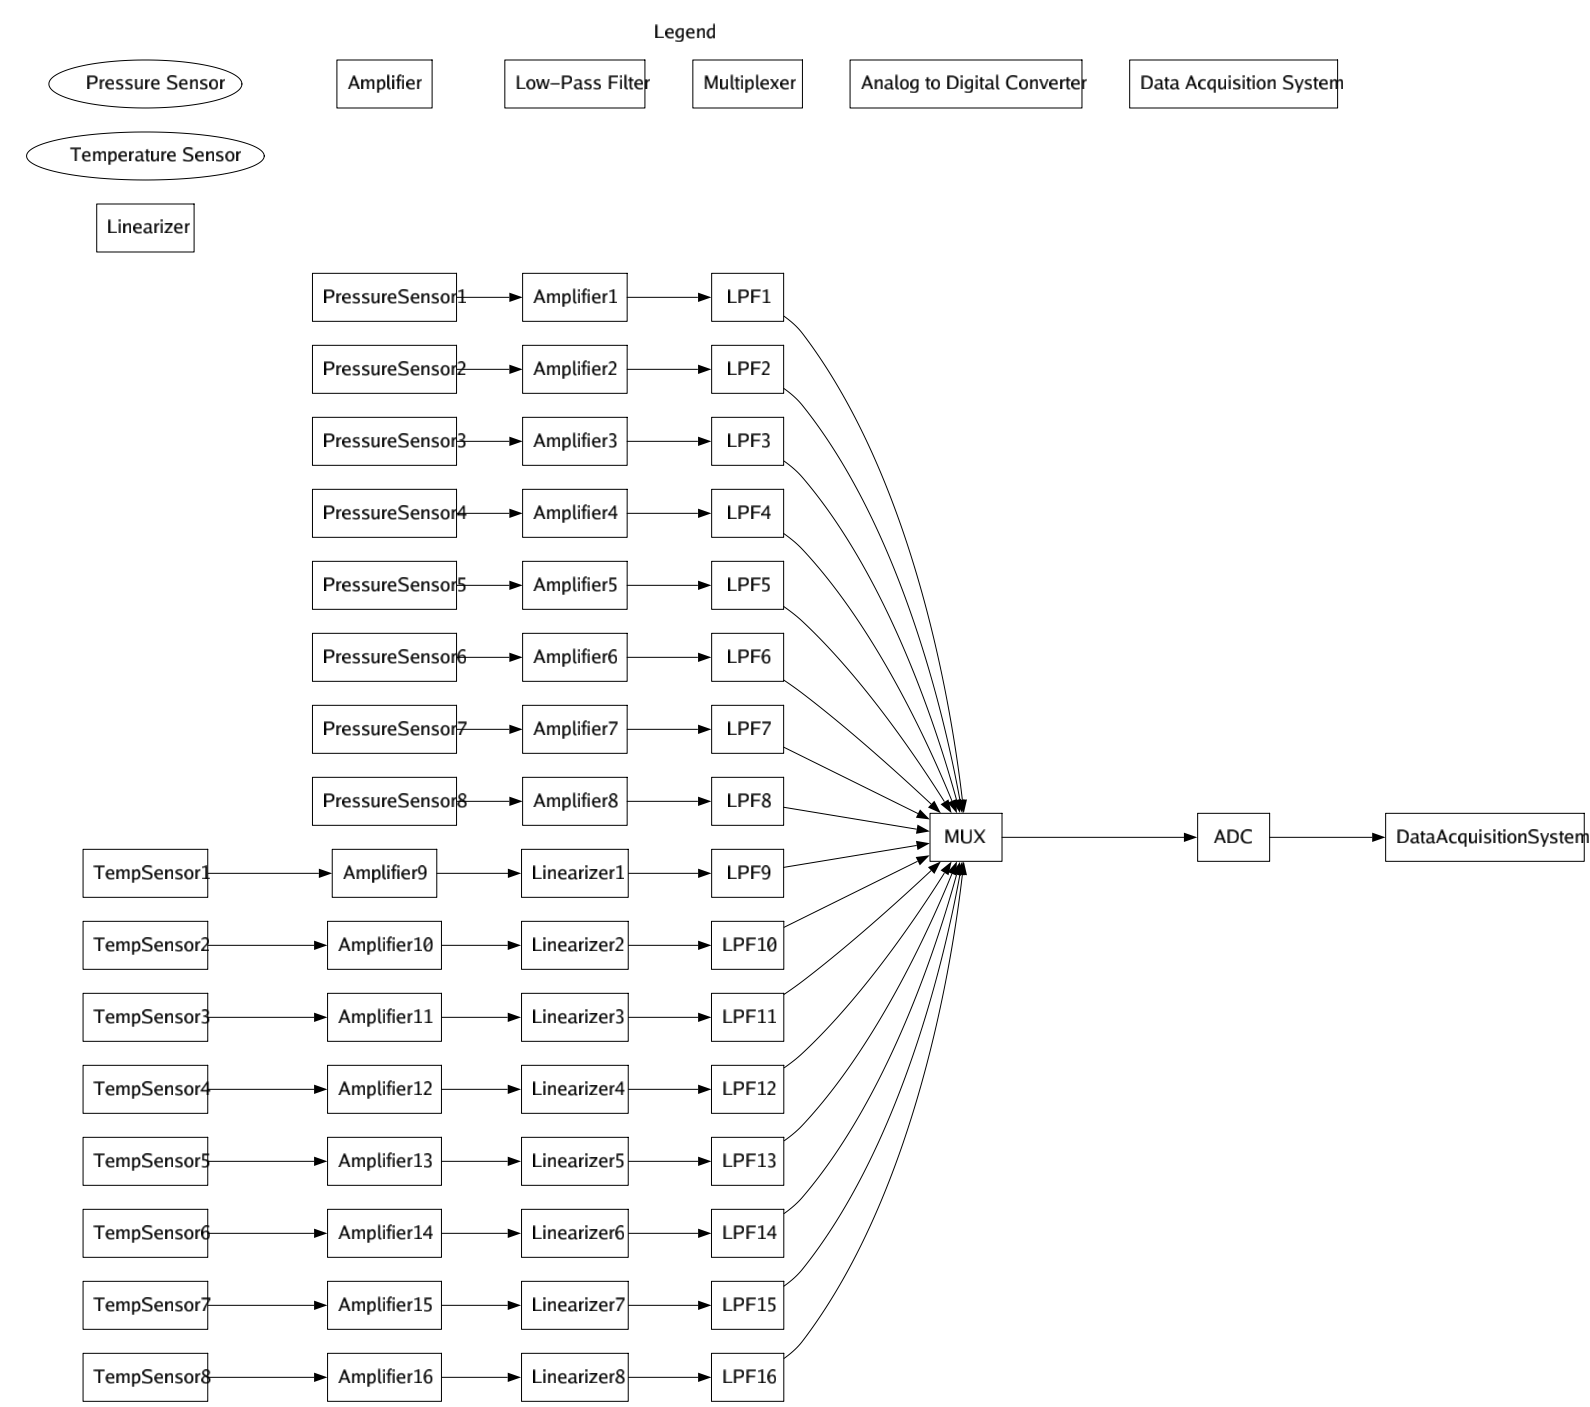 Legend
Pressure Sensor Amplifier Low-Pass Filter Multiplexer Analog to Digital Converter Data Acquisition System
Temperature Sensor
Linearizer
PressureSensor1 Amplifier1 LPF1
PressureSensor2 Amplifier2 LPF2
PressureSensor3 Amplifier3 LPF3
PressureSensor4 Amplifier4 LPF4
PressureSensor5 Amplifier5 LPF5
PressureSensor6 Amplifier6 LPF6
PressureSensor7 Amplifier7 LPF7
PressureSensor8 Amplifier8 LPF8
MUX ADC DataAcquisitionSystem
TempSensor1 Amplifier9 Linearizer1 LPF9
TempSensor2 Amplifier10 Linearizer2 LPF10
TempSensor3 Amplifier11 Linearizer3 LPF11
TempSensor4 Amplifier12 Linearizer4 LPF12
TempSensor5 Amplifier13 Linearizer5 LPF13
TempSensor6 Amplifier14 Linearizer6 LPF14
TempSensor7 Amplifier15 Linearizer7 LPF15
TempSensor8 Amplifier16 Linearizer8 LPF16